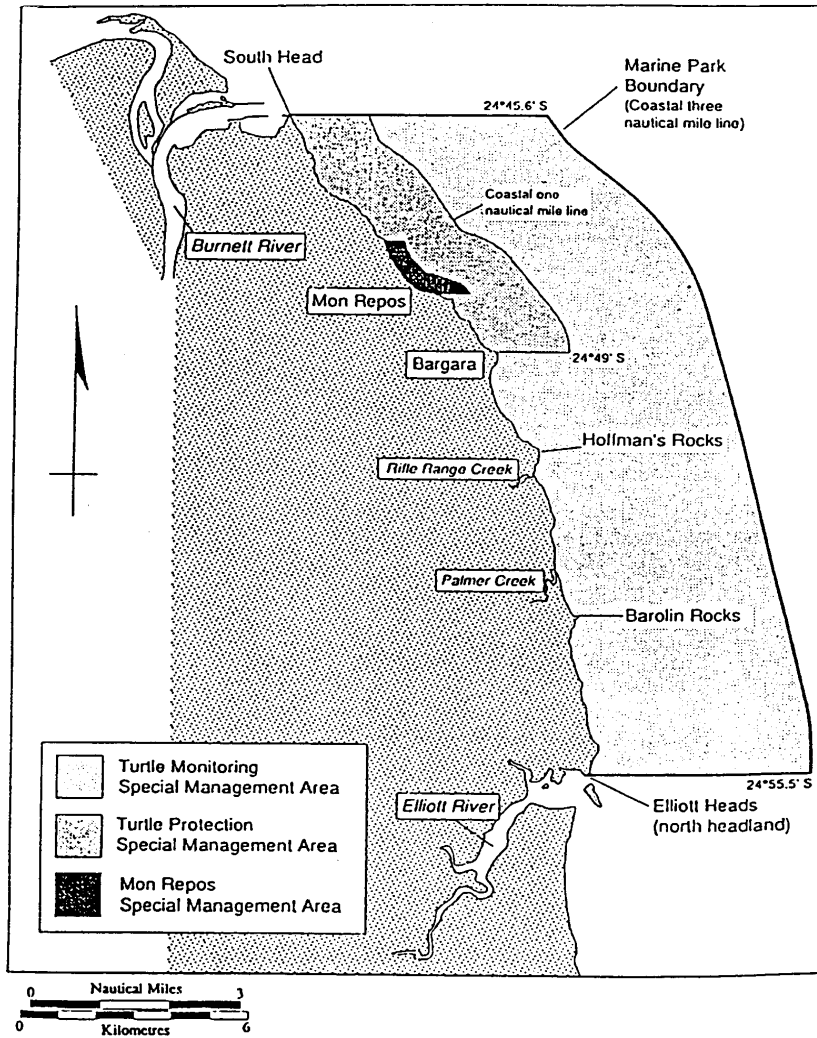 South Head
Marine Park
Boundary
(Coastal three
nautical mile line)
24°45.6' S
Coastal one
nautical mile line
Burnett River
Mon Repos
Bargara
24°49' S
Hoffman's Rocks
Rifle Range Creek
Palmer Creek
Barolin Rocks
Turtle Monitoring
Special Management Area
Turtle Protection
Special Management Area
Mon Repos
Special Management Area
24°55.5' S
Elliott River
Elliott Heads
(north headland)
0 Nautical Miles 3
0 Kilometres 6